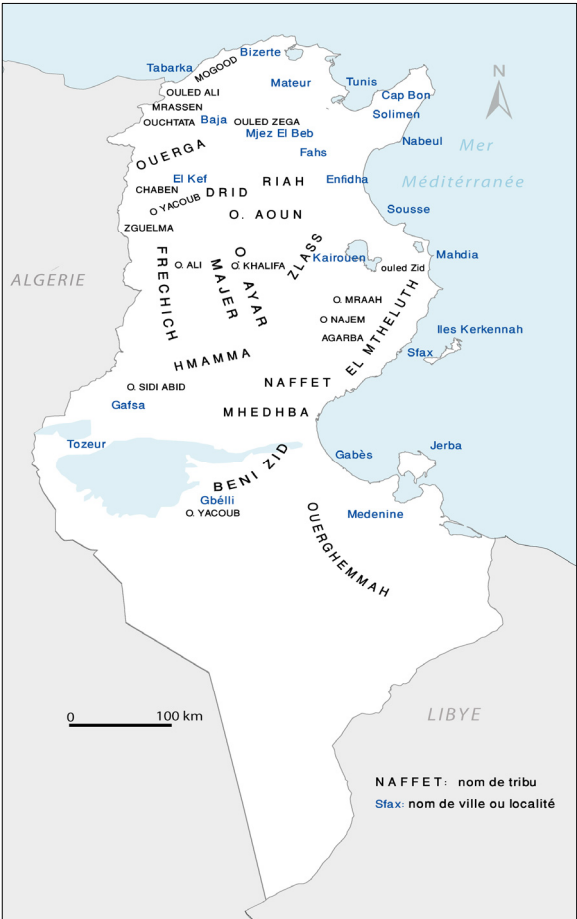 Bizerte
Tabarka
MOGOOD
Mateur
Tunis
OULED ALI
Cap Bon
MRASSEN
Solimen
OUCHTATA
Baja
OULED ZEGA
Mjez El Beb
Nabeul
Mer
Méditérranée
OUERGA
Fahs
El Kef
RIAH
Enfidha
CHABEN
DRID
O YACOUB
O. AOUN
Sousse
ZGUELMA
N
ALGÉRIE
FRECHICH
O. ALI
MAJER
O AYAR
O. KHALIFA
ZLASS
Kairouen
ouled Zid
Mahdia
O. MRAAH
O NAJEM
AGARBA
EL MTHELUTH
Iles Kerkennah
Sfax
HMAMMA
NAFFET
O. SIDI ABID
Gafsa
MHEDHBA
Tozeur
BENI ZID
Gabès
Jerba
Gbélli
O. YACOUB
OUERGHEMMAH
Medenine
0 100 km
LIBYE
NAFFET: nom de tribu
Sfax: nom de ville ou localité